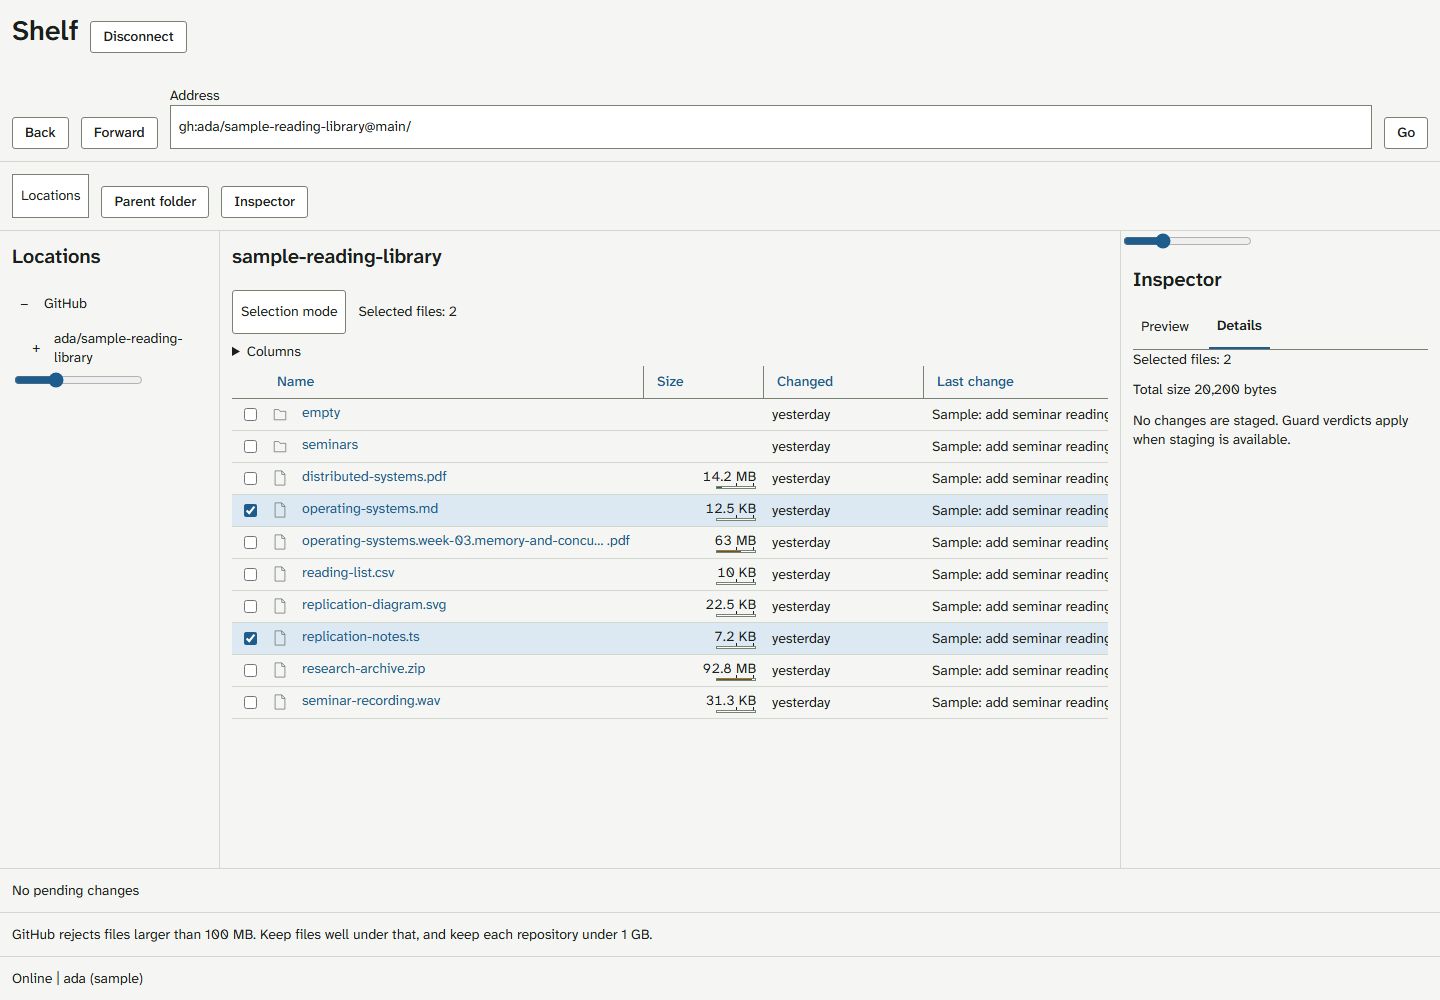 Shelf
Disconnect
Address
Back
Forward
gh:ada/sample-reading-library@main/
Go
Locations
Parent folder
Inspector
Locations
– GitHub
+ ada/sample-reading-
library
sample-reading-library
Selection mode
Selected files: 2
Columns
Name Size Changed Last change
empty yesterday Sample: add seminar reading
seminars yesterday Sample: add seminar reading
distributed-systems.pdf 14.2 MB yesterday Sample: add seminar reading
operating-systems.md 12.5 KB yesterday Sample: add seminar reading
operating-systems.week-03.memory-and-concu... .pdf 63 MB yesterday Sample: add seminar reading
reading-list.csv 10 KB yesterday Sample: add seminar reading
replication-diagram.svg 22.5 KB yesterday Sample: add seminar reading
replication-notes.ts 7.2 KB yesterday Sample: add seminar reading
research-archive.zip 92.8 MB yesterday Sample: add seminar reading
seminar-recording.wav 31.3 KB yesterday Sample: add seminar reading
Inspector
Preview Details
Selected files: 2
Total size 20,200 bytes
No changes are staged. Guard verdicts apply
when staging is available.
No pending changes
GitHub rejects files larger than 100 MB. Keep files well under that, and keep each repository under 1 GB.
Online | ada (sample)